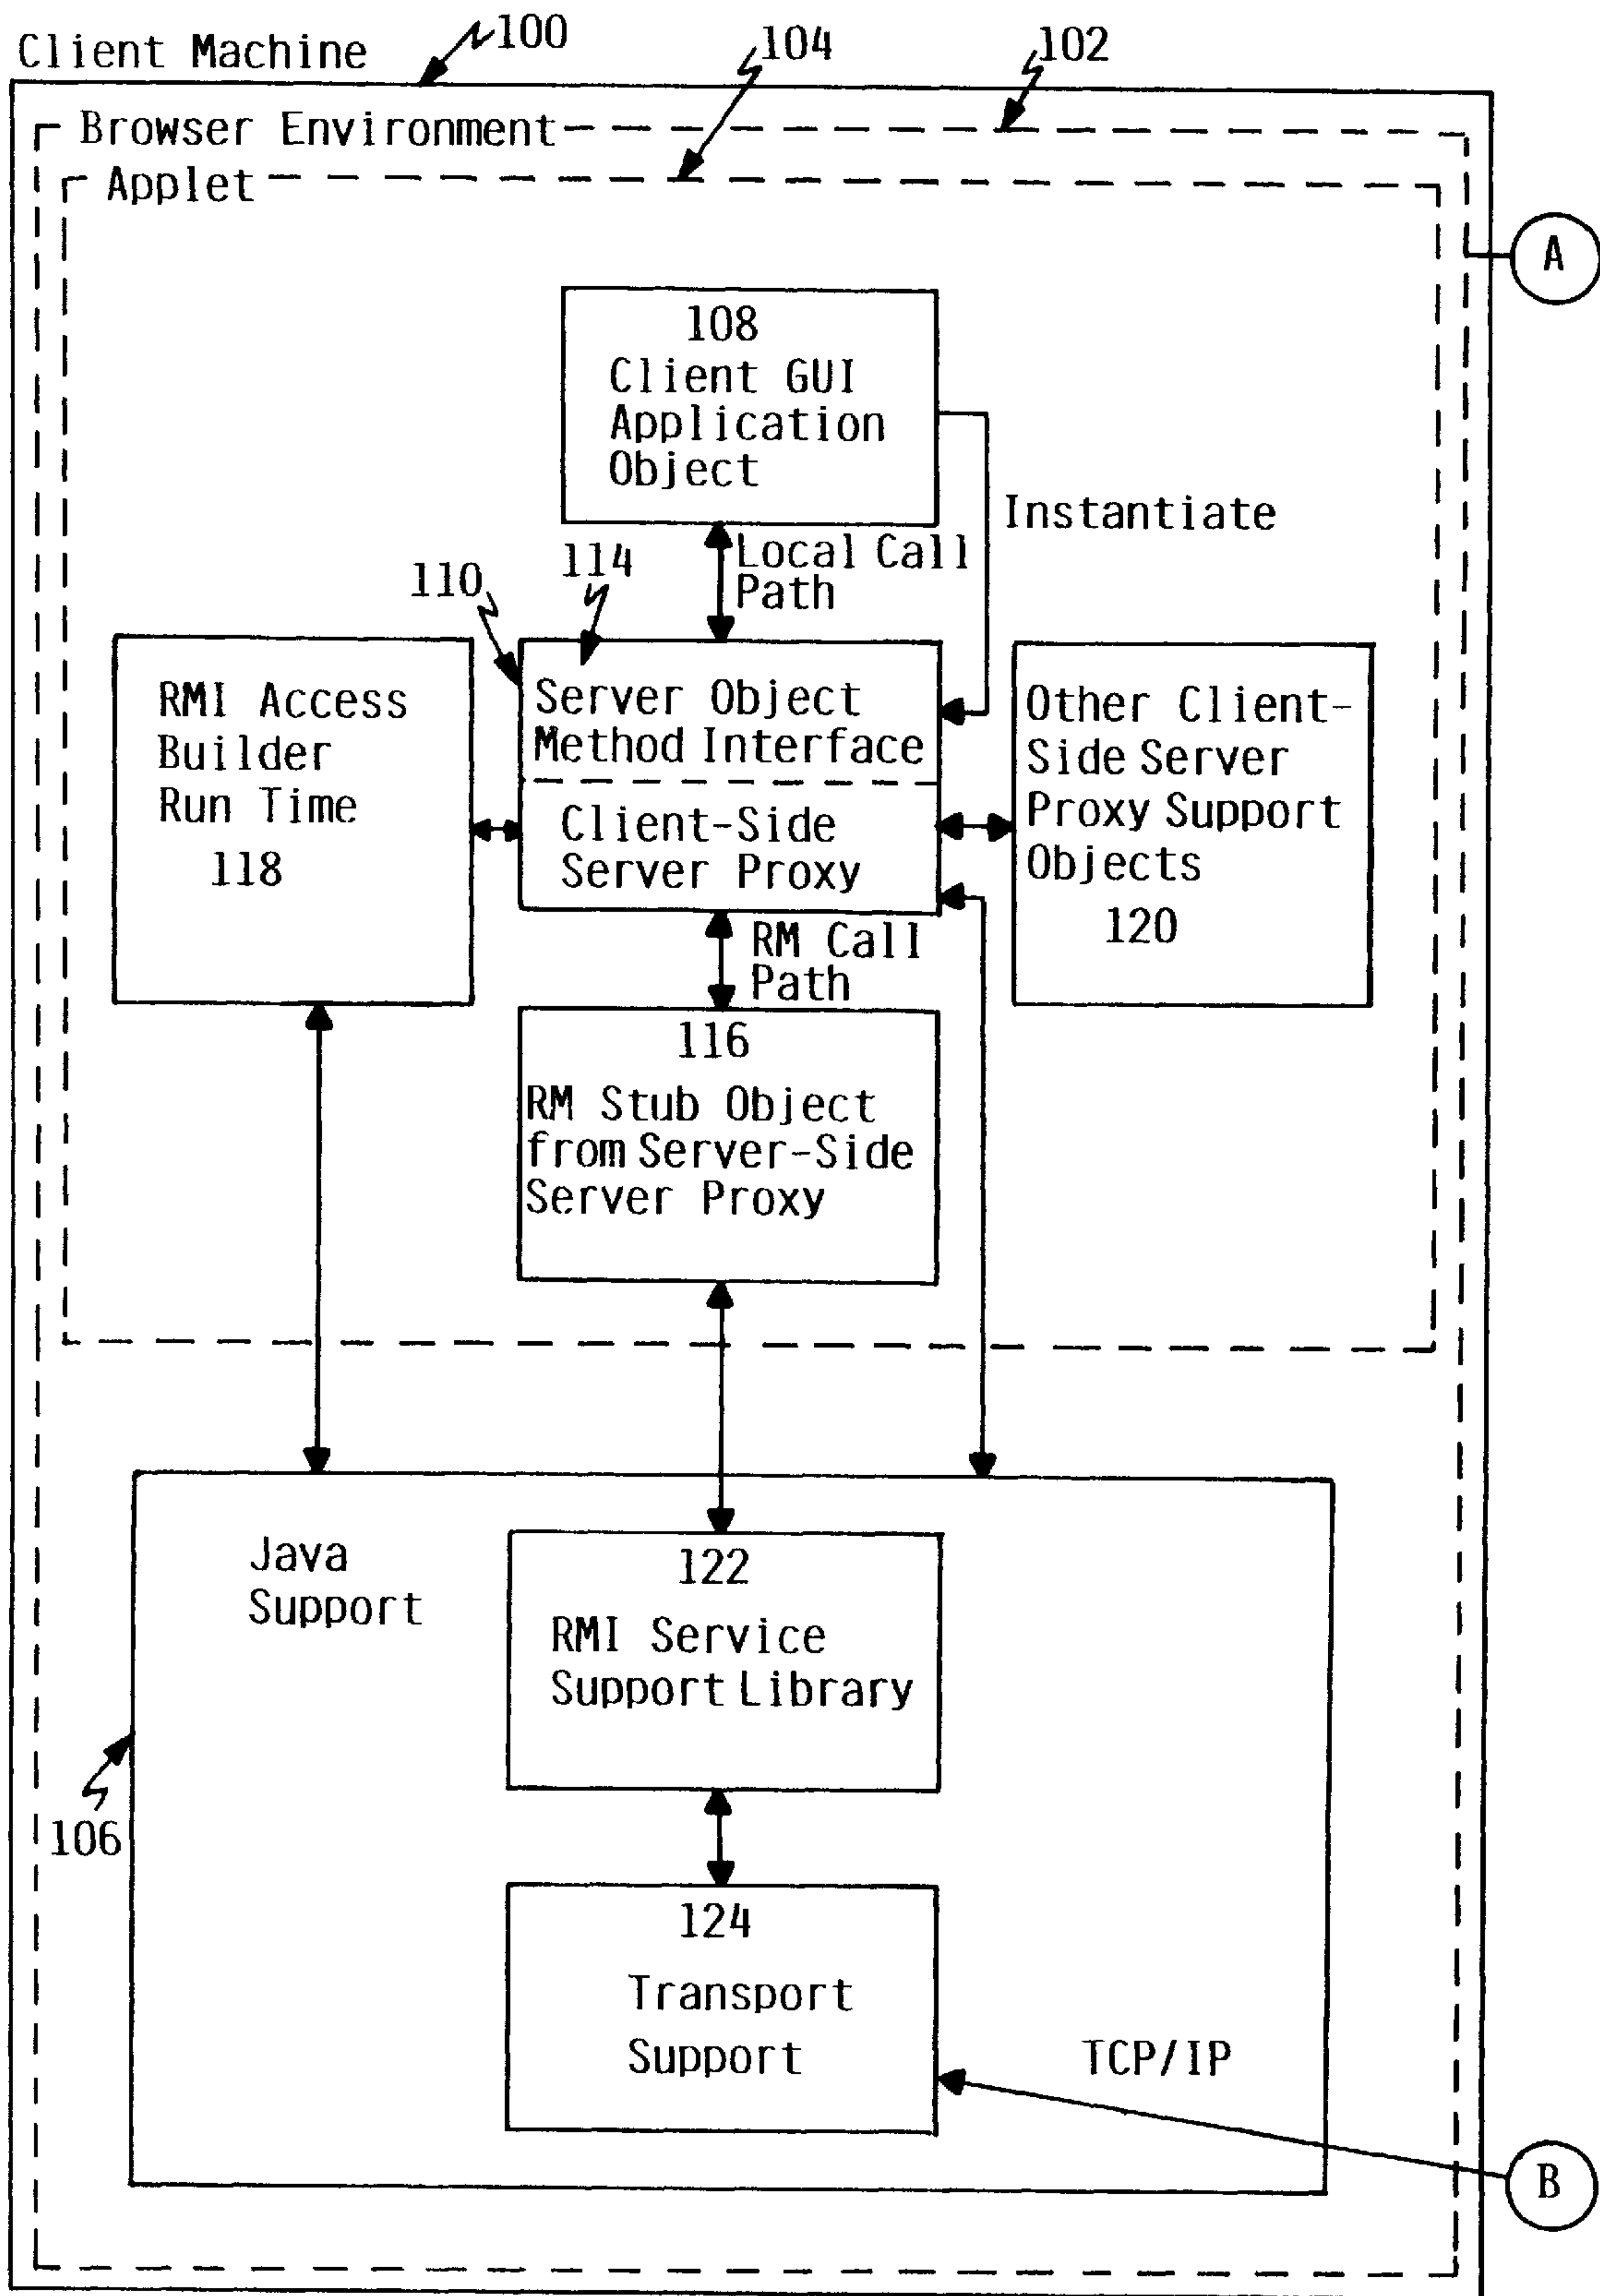 Client Machine
100
104
102
Browser Environment
Applet
A
108
Client GUI
Application
Object
Instantiate
Local Call
Path
110
114
RMI Access
Builder
Run Time
118
Server Object
Method Interface
Client-Side
Server Proxy
Other Client-
Side Server
Proxy Support
Objects
120
RM Call
Path
116
RM Stub Object
from Server-Side
Server Proxy
Java
Support
122
RMI Service
Support Library
106
124
Transport
Support
TCP/IP
B